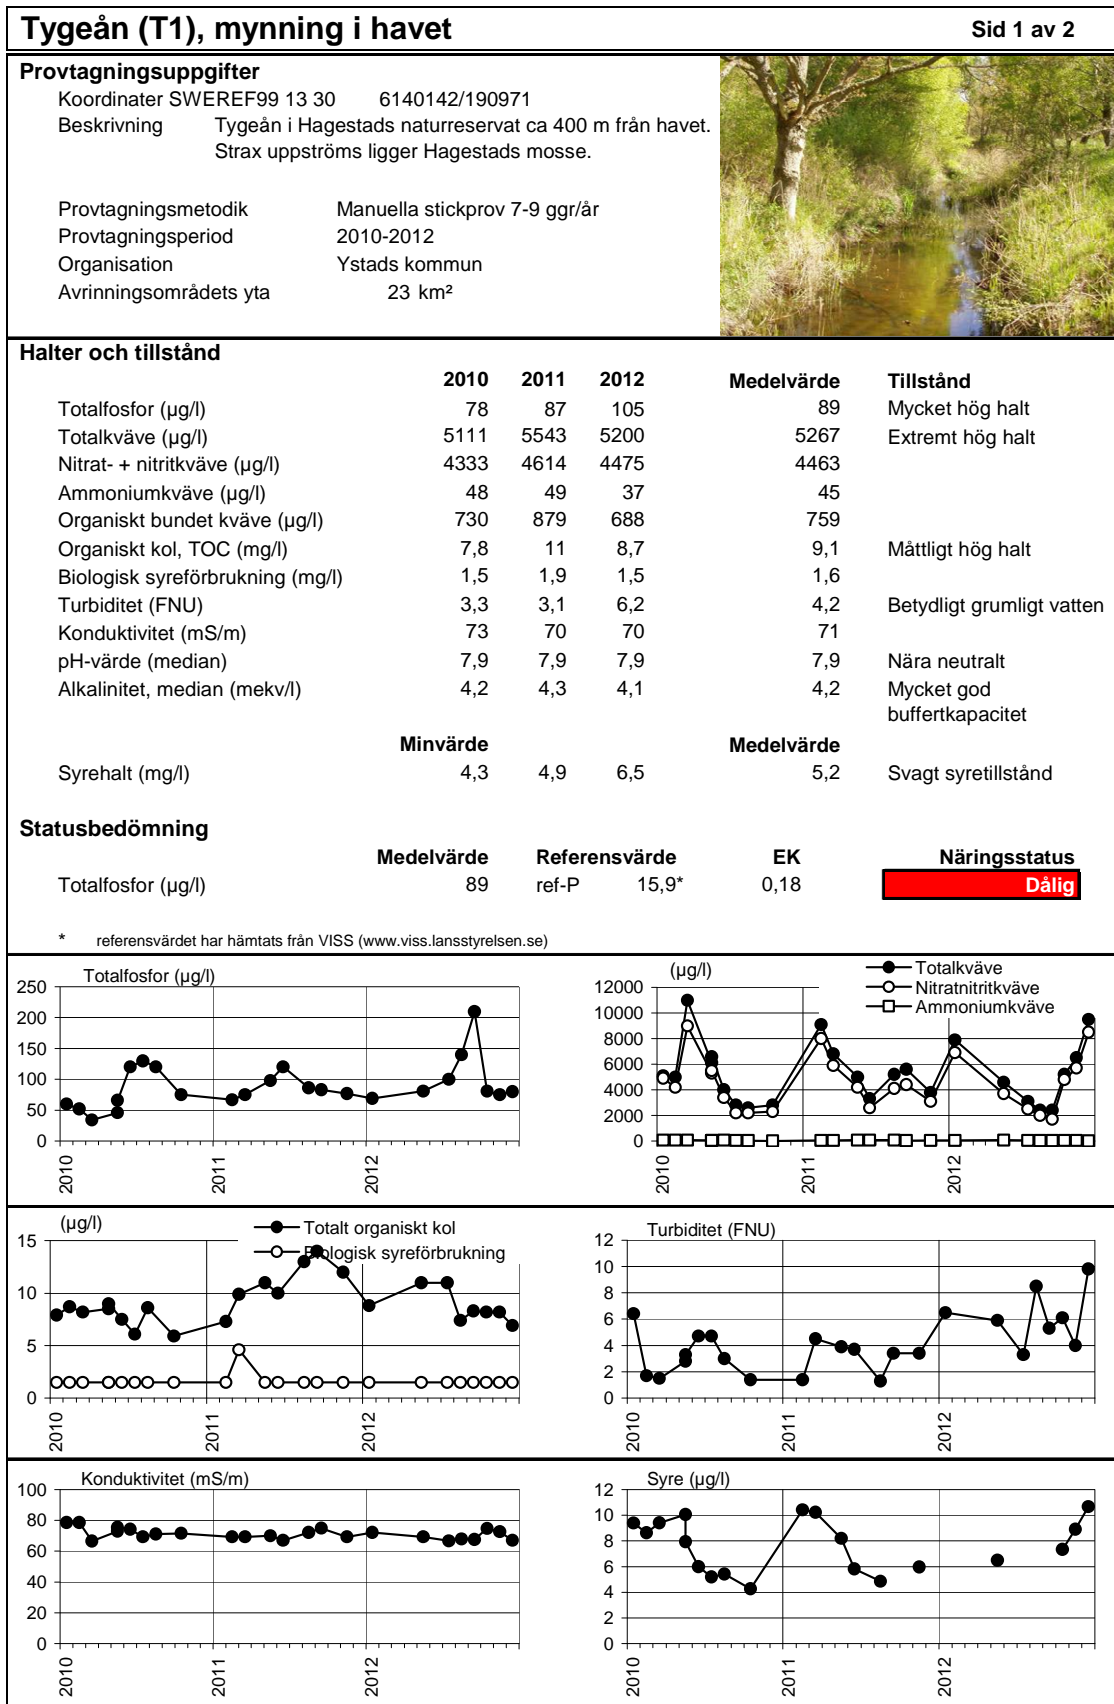 Tygeån (T1), mynning i havet Sid 1 av 2
Provtagningsuppgifter
Koordinater SWEREF99 13 30 6140142/190971
Beskrivning Tygeån i Hagestads naturreservat ca 400 m från havet.
Strax uppströms ligger Hagestads mosse.
Provtagningsmetodik Manuella stickprov 7-9 ggr/år
Provtagningsperiod 2010-2012
Organisation Ystads kommun
Avrinningsområdets yta 23 km²
Halter och tillstånd
2010 2011 2012 Medelvärde Tillstånd
Totalfosfor (µg/l) 78 87 105 89 Mycket hög halt
Totalkväve (µg/l) 5111 5543 5200 5267 Extremt hög halt
Nitrat- + nitritkväve (µg/l) 4333 4614 4475 4463
Ammoniumkväve (µg/l) 48 49 37 45
Organiskt bundet kväve (µg/l) 730 879 688 759
Organiskt kol, TOC (mg/l) 7,8 11 8,7 9,1 Måttligt hög halt
Biologisk syreförbrukning (mg/l) 1,5 1,9 1,5 1,6
Turbiditet (FNU) 3,3 3,1 6,2 4,2 Betydligt grumligt vatten
Konduktivitet (mS/m) 73 70 70 71
pH-värde (median) 7,9 7,9 7,9 7,9 Nära neutralt
Alkalinitet, median (mekv/l) 4,2 4,3 4,1 4,2 Mycket god
buffertkapacitet
Minvärde Medelvärde
Syrehalt (mg/l) 4,3 4,9 6,5 5,2 Svagt syretillstånd
Statusbedömning
Medelvärde Referensvärde EK Näringsstatus
Totalfosfor (µg/l) 89 ref-P 15,9* 0,18 Dålig
* referensvärdet har hämtats från VISS (www.viss.lansstyrelsen.se)
Totalfosfor (µg/l)
250
200
150
100
50
0
2010 2011 2012
(µg/l)
Totalkväve
Nitratnitritkväve
Ammoniumkväve
12000
10000
8000
6000
4000
2000
0
2010 2011 2012
(µg/l)
Totalt organiskt kol
Biologisk syreförbrukning
15
10
5
0
2010 2011 2012
Turbiditet (FNU)
12
10
8
6
4
2
0
2010 2011 2012
Konduktivitet (mS/m)
100
80
60
40
20
0
2010 2011 2012
Syre (µg/l)
12
10
8
6
4
2
0
2010 2011 2012